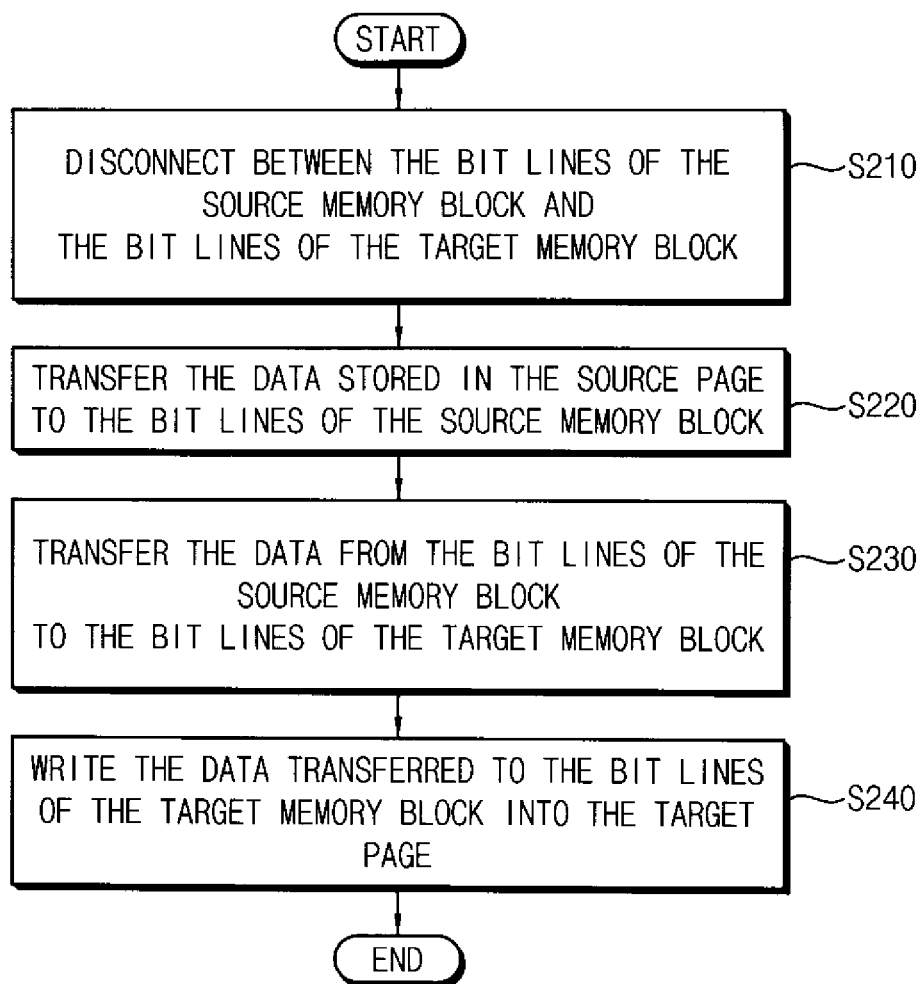 START
DISCONNECT BETWEEN THE BIT LINES OF THE
SOURCE MEMORY BLOCK AND
THE BIT LINES OF THE TARGET MEMORY BLOCK
S210
TRANSFER THE DATA STORED IN THE SOURCE PAGE
TO THE BIT LINES OF THE SOURCE MEMORY BLOCK
S220
TRANSFER THE DATA FROM THE BIT LINES OF THE
SOURCE MEMORY BLOCK
TO THE BIT LINES OF THE TARGET MEMORY BLOCK
S230
WRITE THE DATA TRANSFERRED TO THE BIT LINES
OF THE TARGET MEMORY BLOCK INTO THE TARGET
PAGE
S240
END